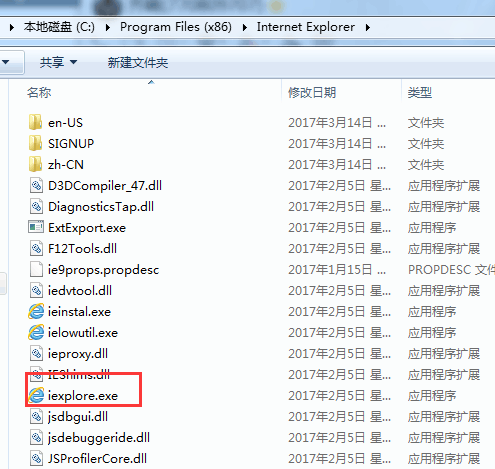 本地磁盘 (C:) ▸ Program Files (x86) ▸ Internet Explorer ▸
共享 新建文件夹
名称 修改日期 类型
en-US 2017年3月14日 ... 文件夹
SIGNUP 2017年3月14日 ... 文件夹
zh-CN 2017年3月14日 ... 文件夹
D3DCompiler_47.dll 2017年2月5日 星... 应用程序扩展
DiagnosticsTap.dll 2017年2月5日 星... 应用程序扩展
ExtExport.exe 2017年2月5日 星... 应用程序
F12Tools.dll 2017年2月5日 星... 应用程序扩展
ie9props.propdesc 2017年1月15日 ... PROPDESC 文件
iedvtool.dll 2017年2月5日 星... 应用程序扩展
ieinstal.exe 2017年2月5日 星... 应用程序
ielowutil.exe 2017年2月5日 星... 应用程序
ieproxy.dll 2017年2月5日 星... 应用程序扩展
IEShims.dll 2017年2月5日 星... 应用程序扩展
iexplore.exe 2017年2月5日 星... 应用程序
jsdbgui.dll 2017年2月5日 星... 应用程序扩展
jsdebuggeride.dll 2017年2月5日 星... 应用程序扩展
JSProfilerCore.dll 2017年2月5日 星... 应用程序扩展